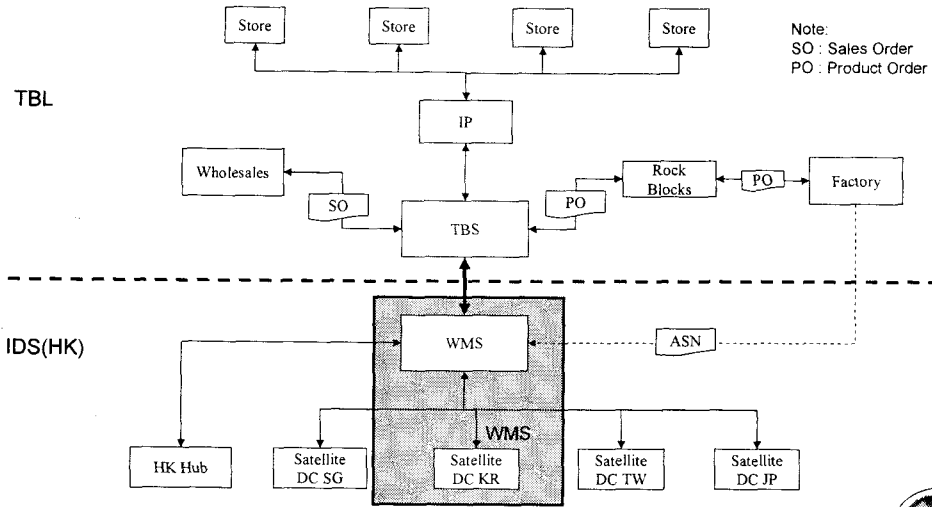 Store
Store
Store
Store
Note:
SO : Sales Order
PO : Product Order
TBL
IP
Wholesales
Rock
Blocks
PO
Factory
SO
PO
TBS
IDS(HK)
WMS
ASN
WMS
HK Hub
Satellite
DC SG
Satellite
DC KR
Satellite
DC TW
Satellite
DC JP